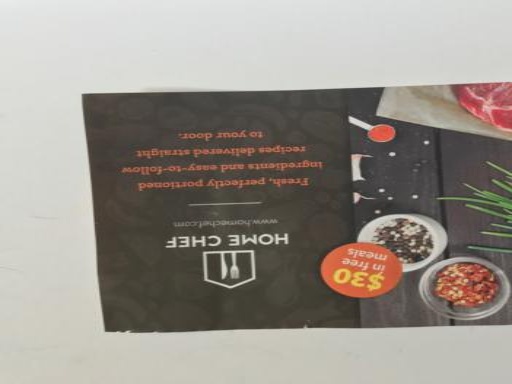 $30
in free
meals
HOME CHEF
www.homechef.com
Fresh, perfectly portioned
ingredients and easy-to-follow
recipes delivered straight
to your door.